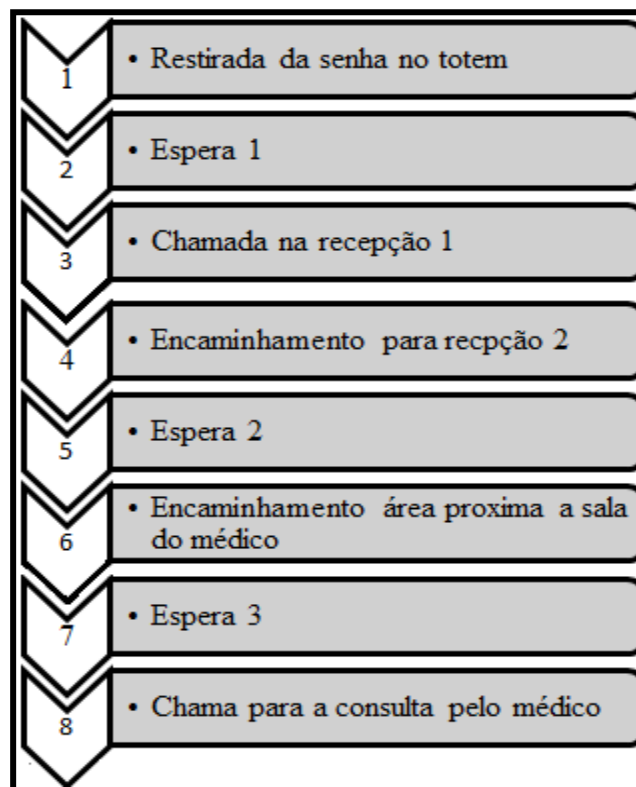 1 • Restirada da senha no totem
2 • Espera 1
3 • Chamada na recepção 1
4 • Encaminhamento para recpção 2
5 • Espera 2
6 • Encaminhamento área proxima a sala
do médico
7 • Espera 3
8 • Chama para a consulta pelo médico